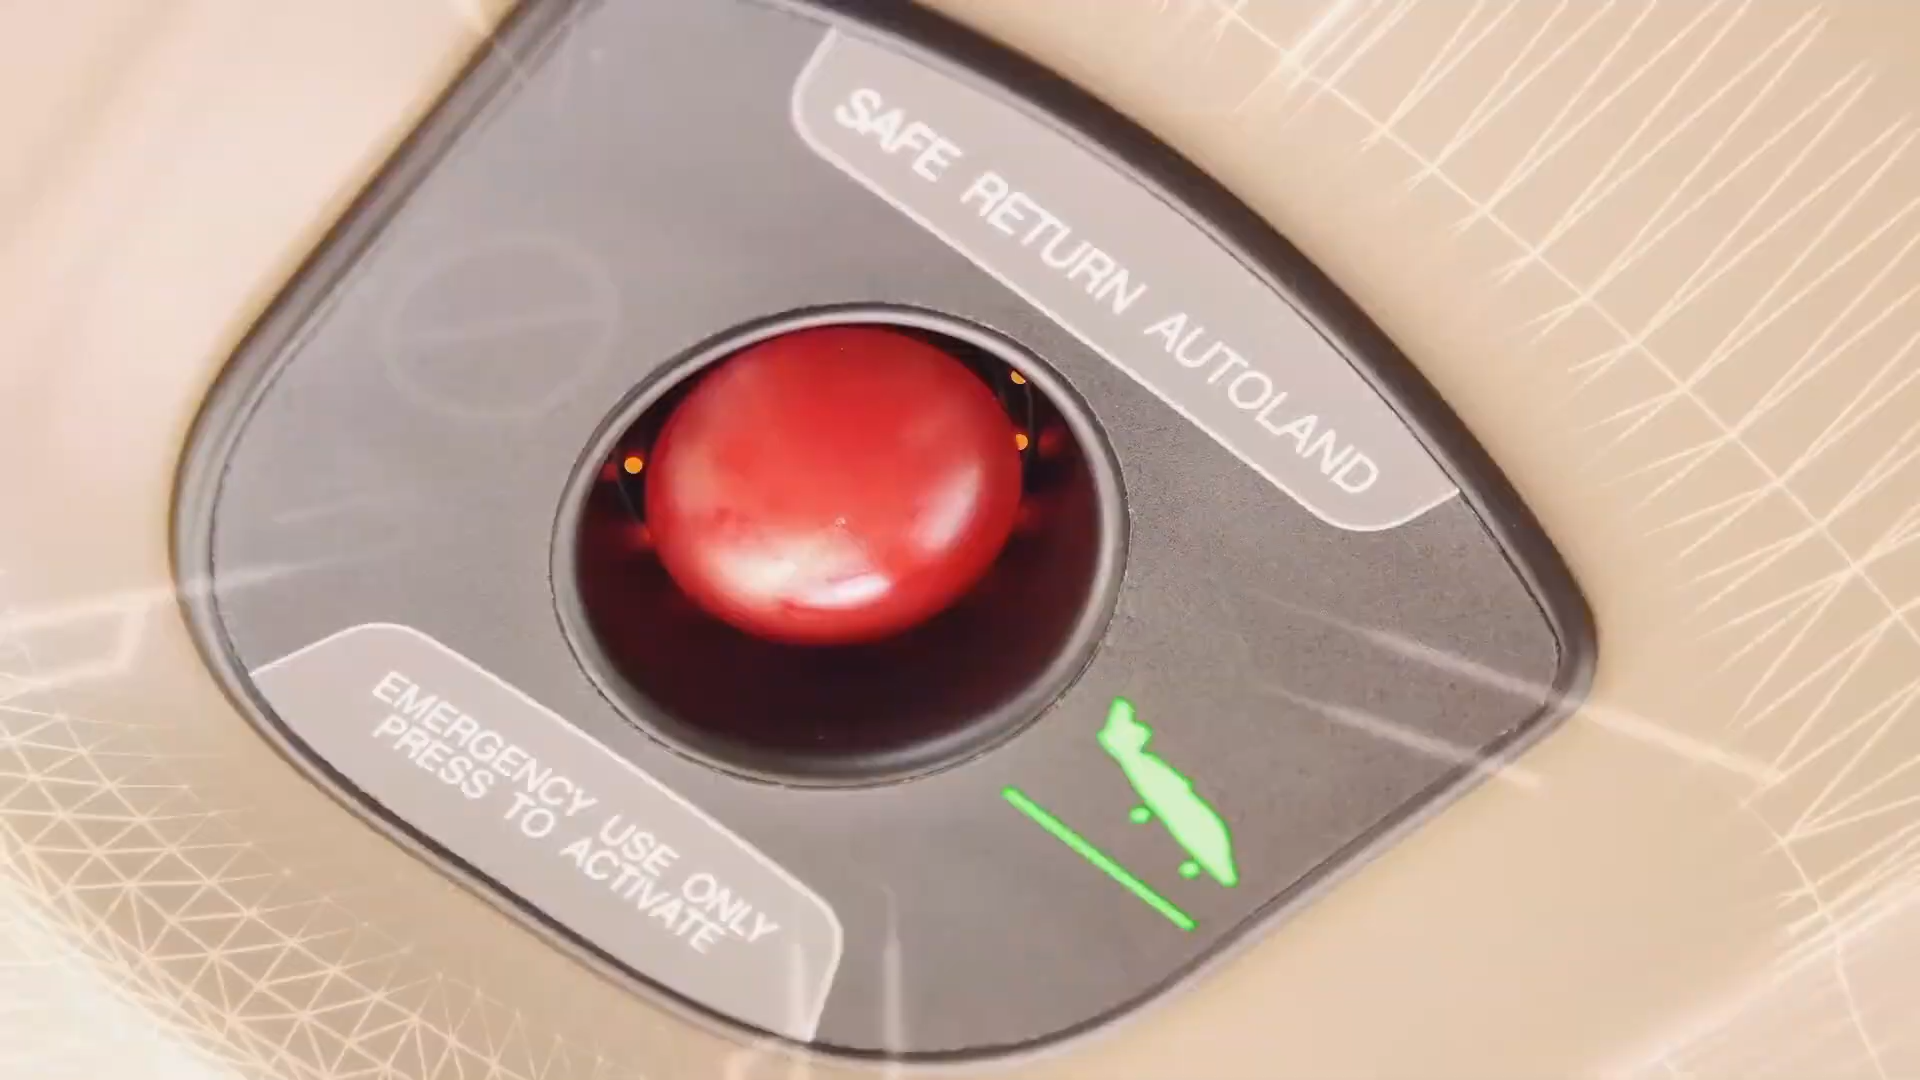 SAFE RETURN AUTOLAND
EMERGENCY USE ONLY
PRESS TO ACTIVATE